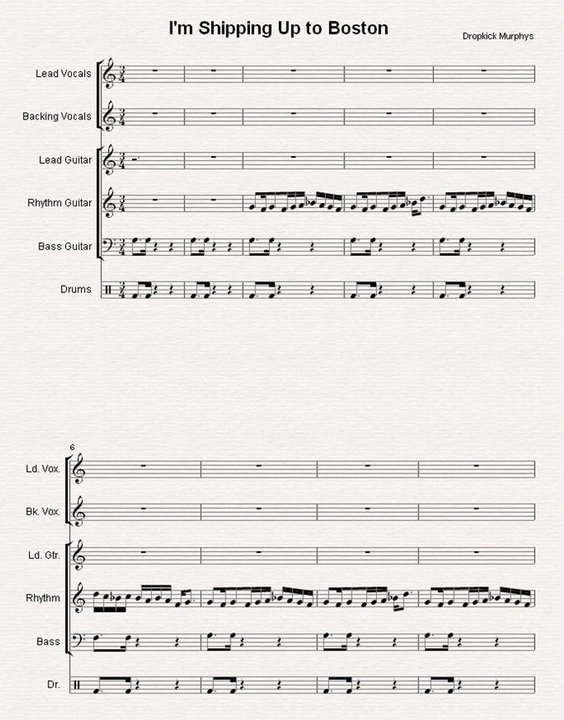 I'm Shipping Up to Boston
Dropkick Murphys
Lead Vocals
Backing Vocals
Lead Guitar
Rhythm Guitar
Bass Guitar
Drums
6
Ld. Vox.
Bk. Vox.
Ld. Gtr.
Rhythm
Bass
Dr.